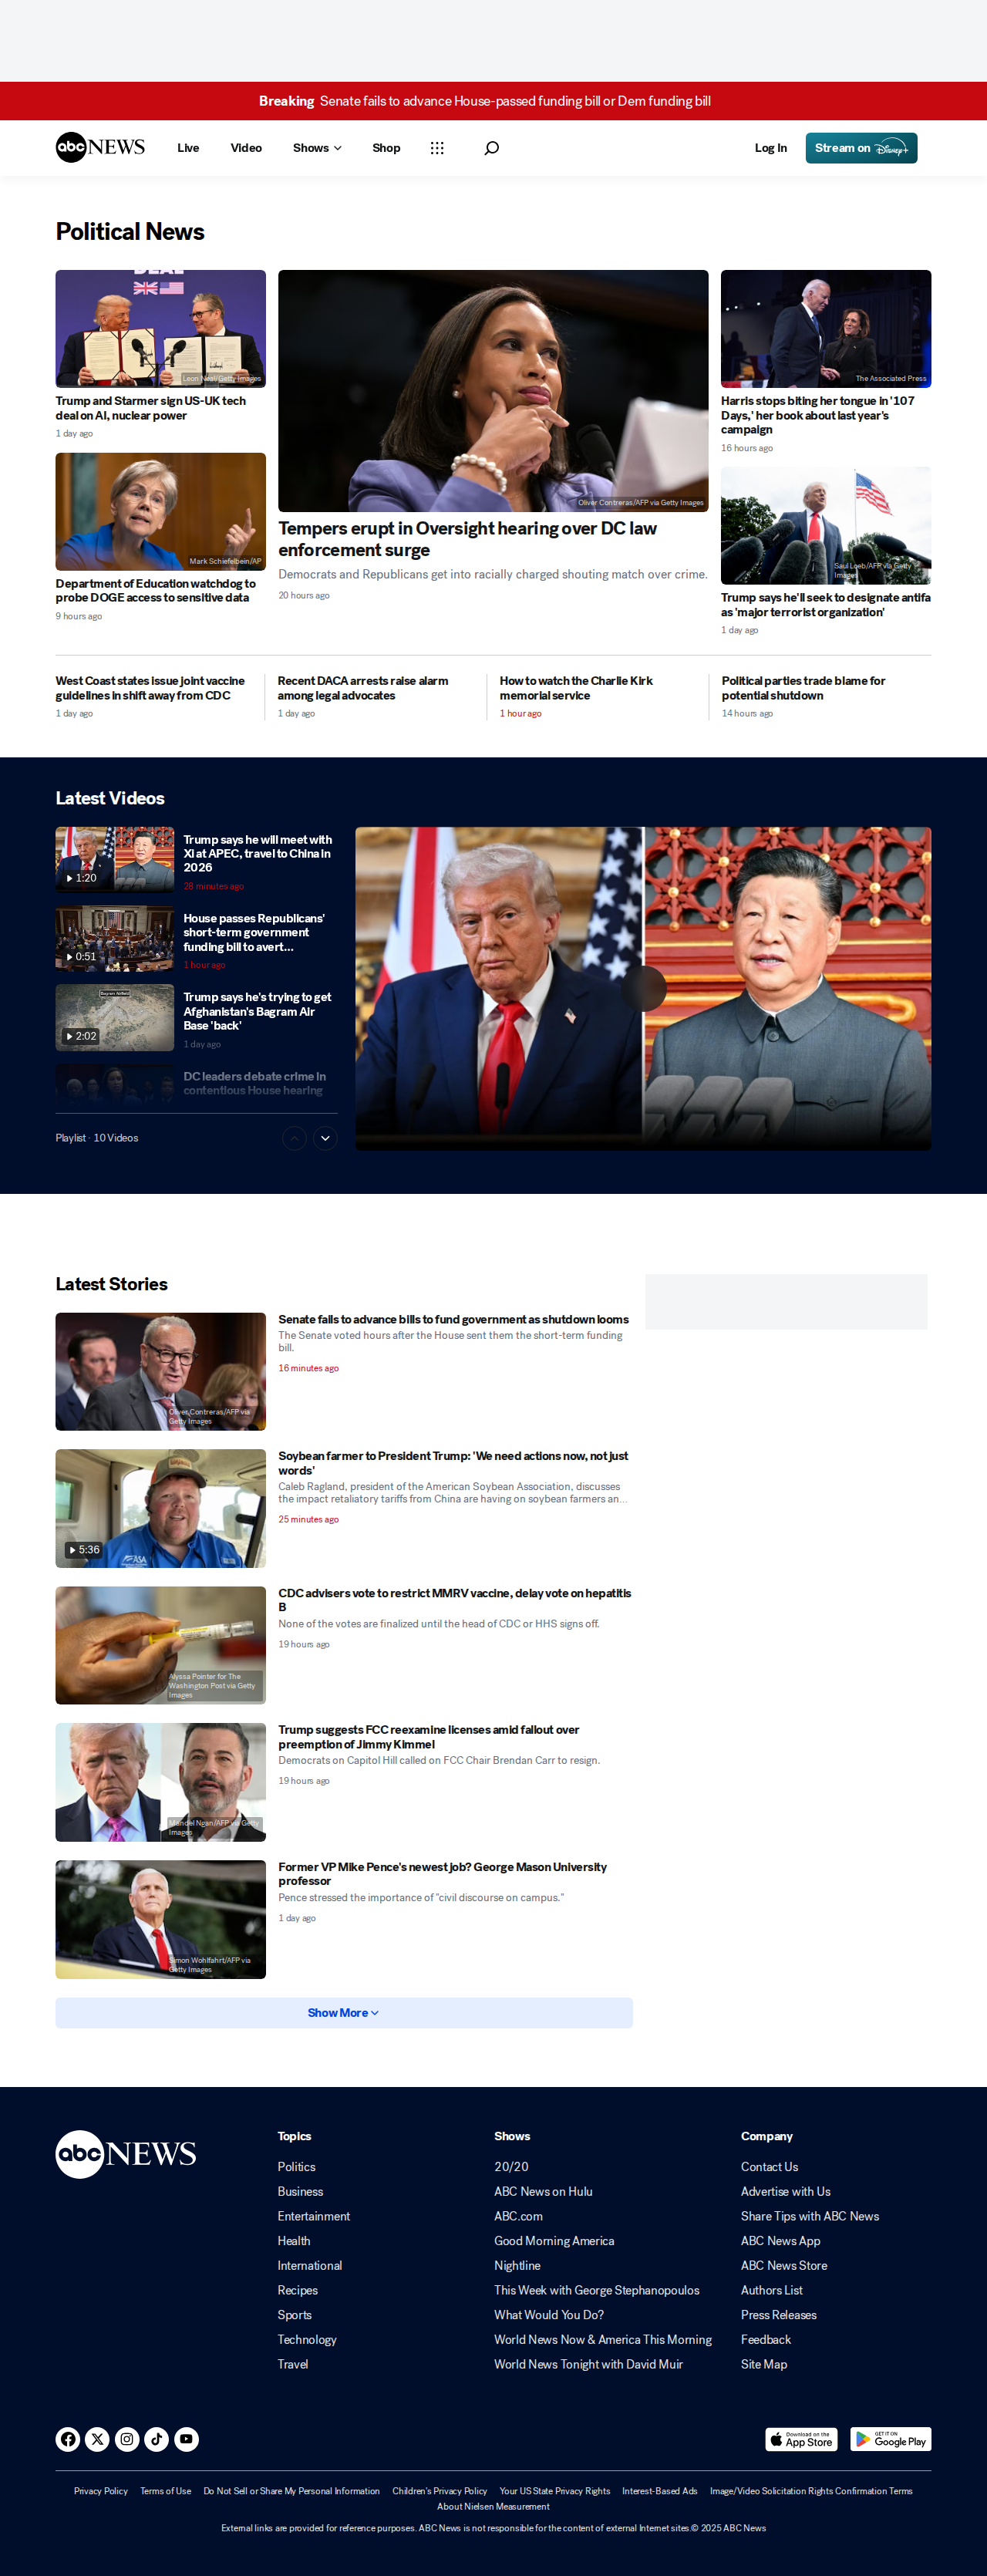 Breaking Senate fails to advance House-passed funding bill or Dem funding bill
abc NEWS
Live
Video
Shows
Shop
Log In
Stream on Disney+
Political News
DEAL
Leon Neal/Getty Images
Trump and Starmer sign US-UK tech
deal on AI, nuclear power
1 day ago
Mark Schiefelbein/AP
Department of Education watchdog to
probe DOGE access to sensitive data
9 hours ago
Oliver Contreras/AFP via Getty Images
Tempers erupt in Oversight hearing over DC law
enforcement surge
Democrats and Republicans get into racially charged shouting match over crime.
20 hours ago
The Associated Press
Harris stops biting her tongue in '107
Days,' her book about last year's
campaign
16 hours ago
Saul Loeb/AFP via Getty
Images
Trump says he'll seek to designate antifa
as 'major terrorist organization'
1 day ago
West Coast states issue joint vaccine
guidelines in shift away from CDC
1 day ago
Recent DACA arrests raise alarm
among legal advocates
1 day ago
How to watch the Charlie Kirk
memorial service
1 hour ago
Political parties trade blame for
potential shutdown
14 hours ago
Latest Videos
1:20
Trump says he will meet with
Xi at APEC, travel to China in
2026
28 minutes ago
0:51
House passes Republicans'
short-term government
funding bill to avert...
1 hour ago
Bagram Airfield
2:02
Trump says he's trying to get
Afghanistan's Bagram Air
Base 'back'
1 day ago
DC leaders debate crime in
contentious House hearing
Playlist · 10 Videos
Latest Stories
Oliver Contreras/AFP via
Getty Images
Senate fails to advance bills to fund government as shutdown looms
The Senate voted hours after the House sent them the short-term funding
bill.
16 minutes ago
ASA
5:36
Soybean farmer to President Trump: 'We need actions now, not just
words'
Caleb Ragland, president of the American Soybean Association, discusses
the impact retaliatory tariffs from China are having on soybean farmers an...
25 minutes ago
Alyssa Pointer for The
Washington Post via Getty
Images
CDC advisers vote to restrict MMRV vaccine, delay vote on hepatitis
B
None of the votes are finalized until the head of CDC or HHS signs off.
19 hours ago
Mandel Ngan/AFP via Getty
Images
Trump suggests FCC reexamine licenses amid fallout over
preemption of Jimmy Kimmel
Democrats on Capitol Hill called on FCC Chair Brendan Carr to resign.
19 hours ago
Simon Wohlfahrt/AFP via
Getty Images
Former VP Mike Pence's newest job? George Mason University
professor
Pence stressed the importance of "civil discourse on campus."
1 day ago
Show More
abc NEWS
Topics
Politics
Business
Entertainment
Health
International
Recipes
Sports
Technology
Travel
Shows
20/20
ABC News on Hulu
ABC.com
Good Morning America
Nightline
This Week with George Stephanopoulos
What Would You Do?
World News Now & America This Morning
World News Tonight with David Muir
Company
Contact Us
Advertise with Us
Share Tips with ABC News
ABC News App
ABC News Store
Authors List
Press Releases
Feedback
Site Map
Download on the
App Store
GET IT ON
Google Play
Privacy Policy Terms of Use Do Not Sell or Share My Personal Information Children's Privacy Policy Your US State Privacy Rights Interest-Based Ads Image/Video Solicitation Rights Confirmation Terms
About Nielsen Measurement
External links are provided for reference purposes. ABC News is not responsible for the content of external Internet sites.© 2025 ABC News